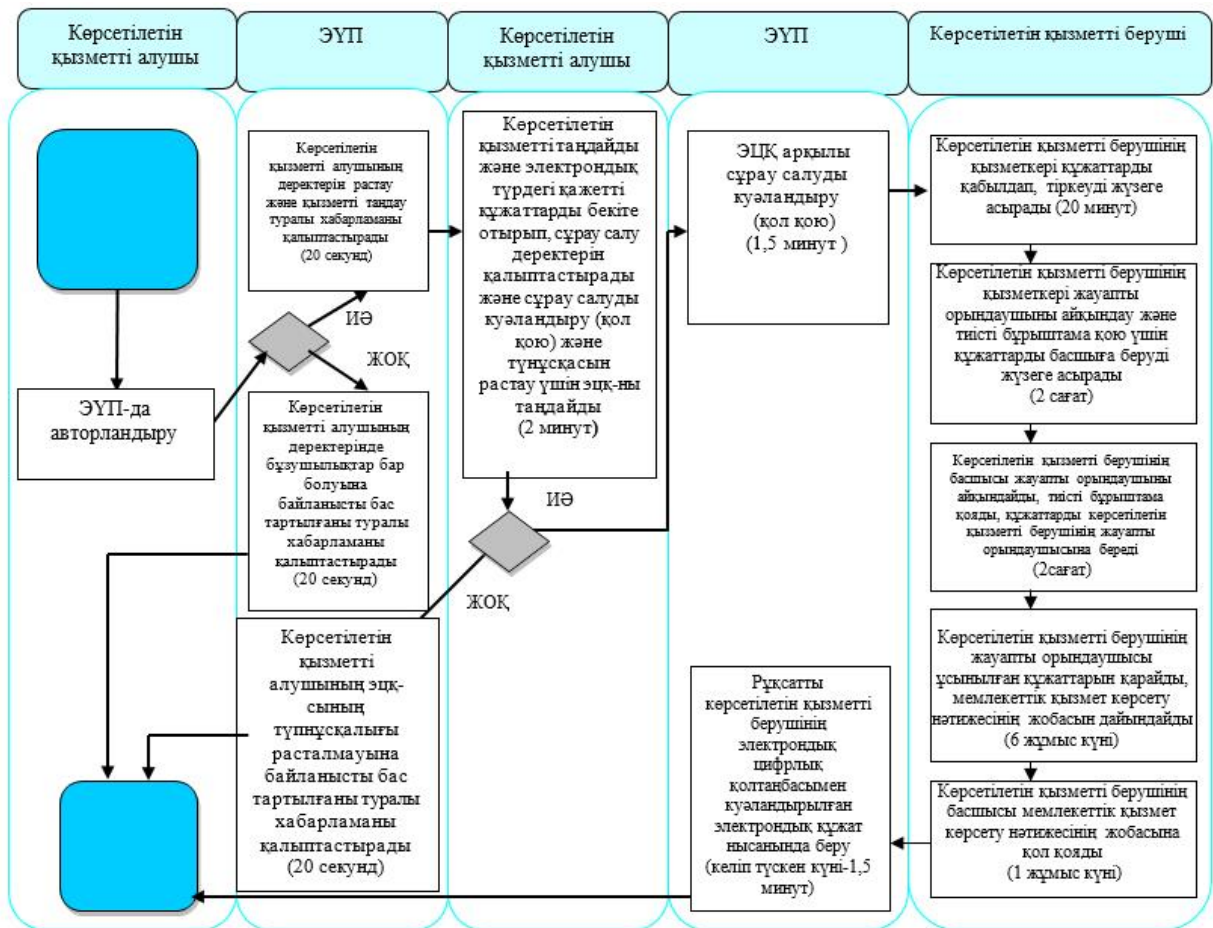 Көрсетілетін
қызметті алушы
ЭҮП
Көрсетілетін
қызметті алушы
ЭҮП
Көрсетілетін қызметті беруші
ЭҮП-да
авторландыру
Көрсетілетін
қызметті алушының
деректерін растау
және қызметті таңдау
туралы хабарламаны
қалыптастырады
(20 секунд)
ИӘ
ЖОҚ
Көрсетілетін
қызметті алушының
деректерінде
бұзушылықтар бар
болуына
байланысты бас
тартылғаны туралы
хабарламаны
қалыптастырады
(20 секунд)
Көрсетілетін
қызметті
алушының эцқ-
сының
түпнұсқалығы
расталмауына
байланысты бас
тартылғаны туралы
хабарламаны
қалыптастырады
(20 секунд)
Көрсетілетін
қызметті таңдайды
және электрондық
түрдегі қажетті
құжаттарды бекіте
отырып, сұрау салу
деректерін
қалыптастырады
және сұрау салуды
куәландыру (қол
қою) және
түнұсқасын
растау үшін эцқ-ны
таңдайды
(2 минут)
ИӘ
ЖОҚ
ЭЦҚ арқылы
сұрау салуды
куәландыру
(қол қою)
(1,5 минут )
Рұқсатты
көрсетілетін қызметті
берушінің
электрондық
цифрлық
қолтаңбасымен
куәландырылған
электрондық құжат
нысанында беру
(келіп түскен күні-1,5
минут)
Көрсетілетін қызметті берушінің
қызметкері құжаттарды
қабылдап, тіркеуді жүзеге
асырады (20 минут)
Көрсетілетін қызметті берушінің
қызметкері жауапты
орындаушыны айқындау және
тиісті бұрыштама қою үшін
құжаттарды басшыға беруді
жүзеге асырады
(2 сағат)
Көрсетілетін қызметті берушінің
басшысы жауапты орындаушыны
айқындайды, тиісті бұрыштама
қояды, құжаттарды көрсетілетін
қызметті берушінің жауапты
орындаушысына береді
(2сағат)
Көрсетілетін қызметті берушінің
жауапты орындаушысы
ұсынылған құжаттарын қарайды,
мемлекеттік қызмет көрсету
нәтижесінің жобасын дайындайды
(6 жұмыс күні)
Көрсетілетін қызметті берушінің
басшысы мемлекеттік қызмет
көрсету нәтижесінің жобасына
қол қояды
(1 жұмыс күні)